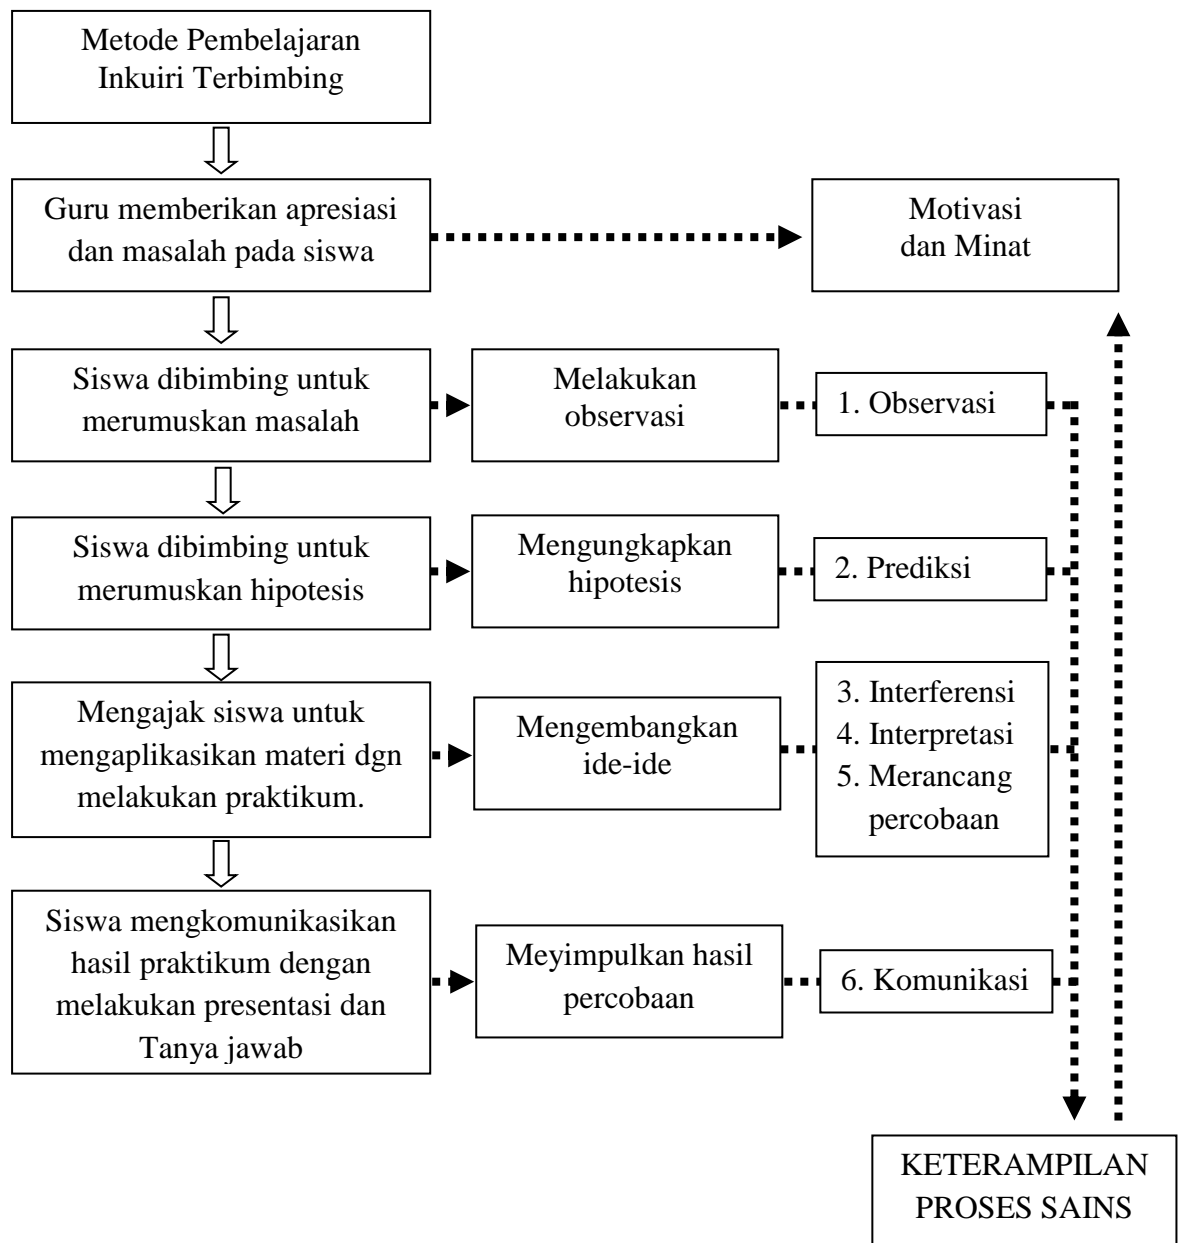 Metode Pembelajaran
Inkuiri Terbimbing
Guru memberikan apresiasi
dan masalah pada siswa
Motivasi
dan Minat
Siswa dibimbing untuk
merumuskan masalah
Melakukan
observasi
1. Observasi
Siswa dibimbing untuk
merumuskan hipotesis
Mengungkapkan
hipotesis
2. Prediksi
Mengajak siswa untuk
mengaplikasikan materi dgn
melakukan praktikum.
Mengembangkan
ide-ide
3. Interferensi
4. Interpretasi
5. Merancang
percobaan
Siswa mengkomunikasikan
hasil praktikum dengan
melakukan presentasi dan
Tanya jawab
Meyimpulkan hasil
percobaan
6. Komunikasi
KETERAMPILAN
PROSES SAINS